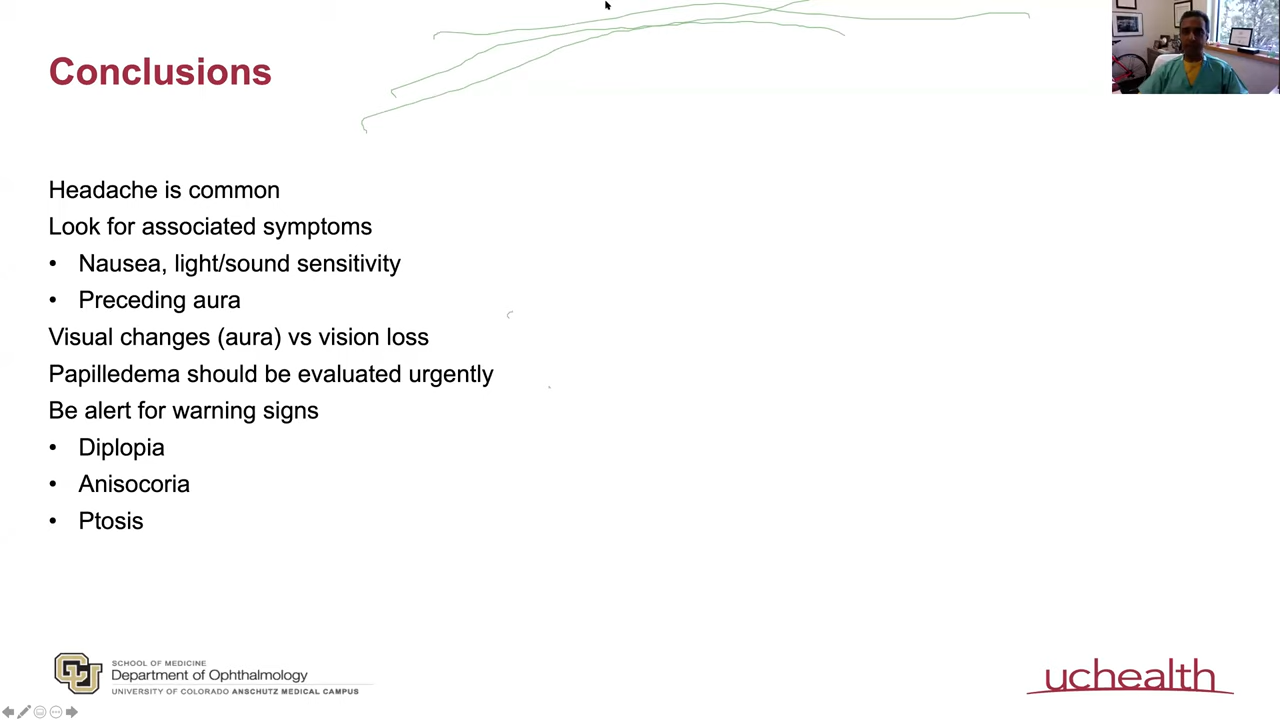 Conclusions
Headache is common
Look for associated symptoms
• Nausea, light/sound sensitivity
• Preceding aura
Visual changes (aura) vs vision loss
Papilledema should be evaluated urgently
Be alert for warning signs
• Diplopia
• Anisocoria
• Ptosis
CU
SCHOOL OF MEDICINE
Department of Ophthalmology
UNIVERSITY OF COLORADO ANSCHUTZ MEDICAL CAMPUS
uchealth